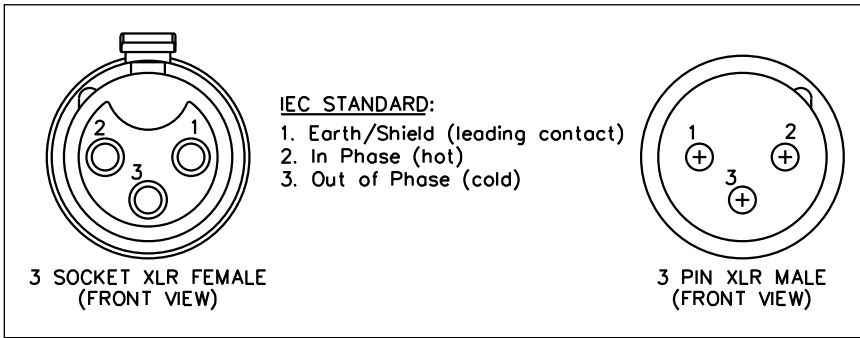 2
1
3
3 SOCKET XLR FEMALE
(FRONT VIEW)
IEC STANDARD:
1. Earth/Shield (leading contact)
2. In Phase (hot)
3. Out of Phase (cold)
1
2
3
3 PIN XLR MALE
(FRONT VIEW)